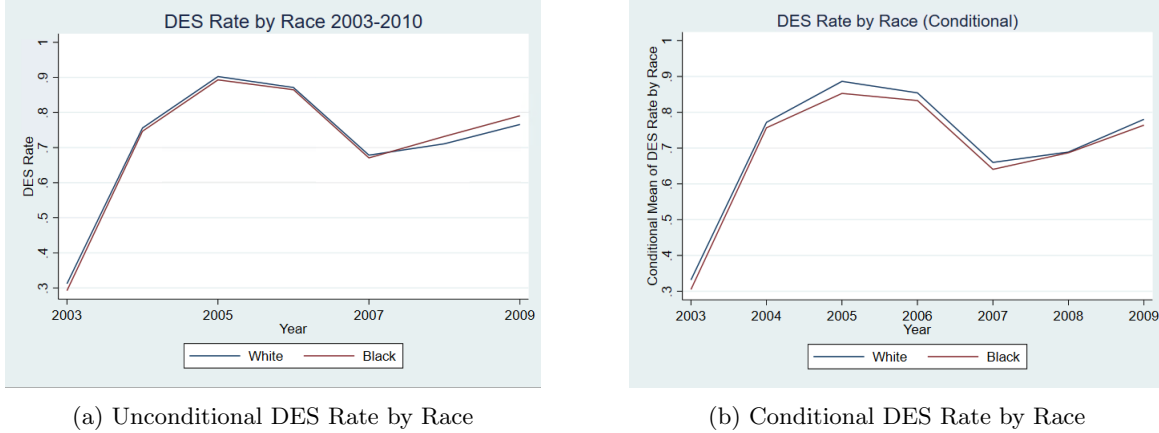 DES Rate by Race 2003-2010
DES Rate
1
.9
.8
.7
.6
.5
.4
.3
2003 2005 2007 2009
Year
White Black
(a) Unconditional DES Rate by Race
DES Rate by Race (Conditional)
Conditional Mean of DES Rate by Race
1
.9
.8
.7
.6
.5
.4
.3
2003 2004 2005 2006 2007 2008 2009
Year
White Black
(b) Conditional DES Rate by Race